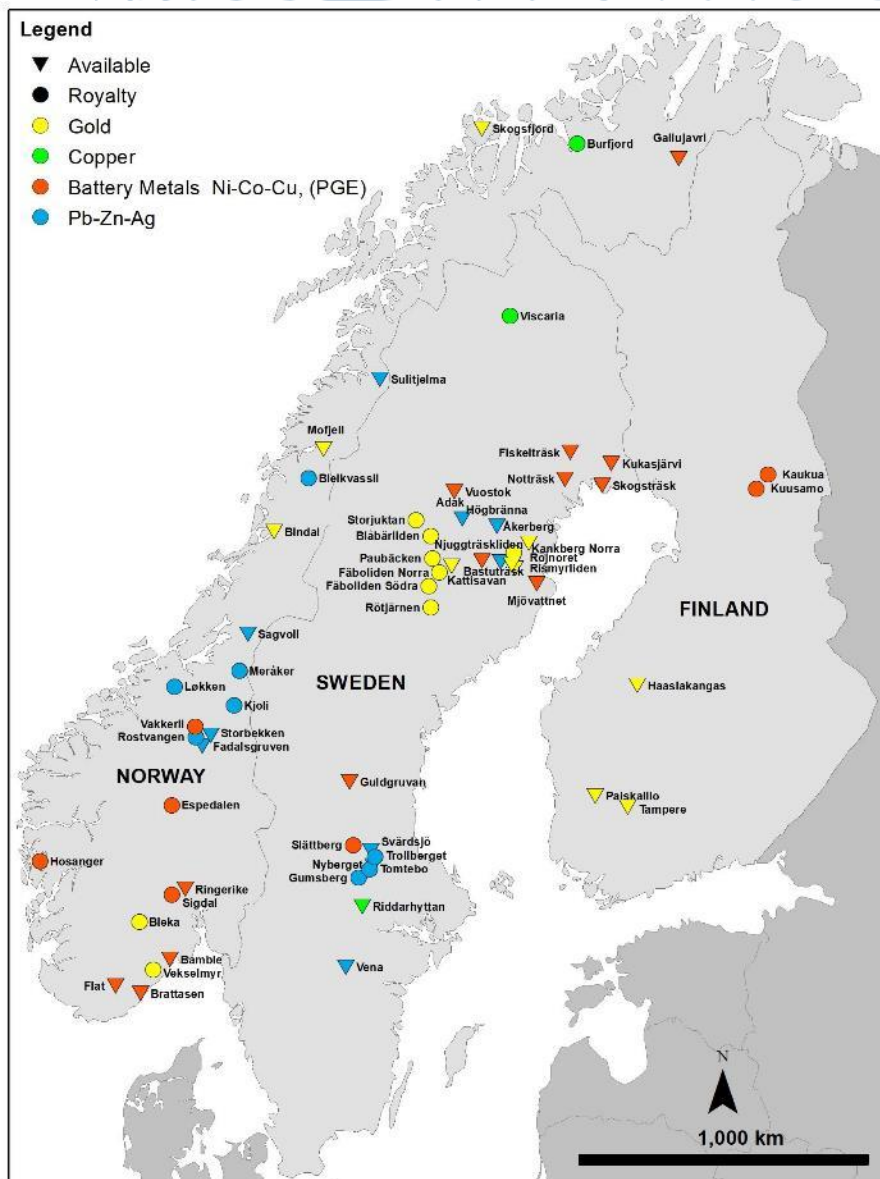 Legend
Available
Royalty
Gold
Copper
Battery Metals Ni-Co-Cu, (PGE)
Pb-Zn-Ag
Skogsfjord
Burfjord
Gallujavri
Viscaria
Sulitjelma
Mofjell
Bleikvassli
Bindal
Fiskelträsk
Kukasjärvi
Notträsk
Skogsträsk
Kaukua
Kuusamo
Vuostok
Adak
Högbränna
Storjuktan
Åkerberg
Blåbärliden
Njuggträskliden
Kankberg Norra
Paubäcken
Rojnoret
Fäboliden Norra
Bastuträsk
Rismyrliden
Kattisavan
Fäboliden Södra
Mjövattnet
Rötjärnen
FINLAND
Sagvoll
Meråker
SWEDEN
Løkken
Haaslakangas
Kjoli
Vakkerli
Storbekken
Rostvangen
Fadalsgruven
NORWAY
Guldgruvan
Espedalen
Palskallio
Tampere
Slättberg
Svärdsjö
Trollberget
Hosanger
Nyberget
Tomtebo
Gumsberg
Ringerike
Sigdal
Riddarhyttan
Bleka
Bamble
Vekselmyr
Vena
Flat
Brattasen
N
1,000 km